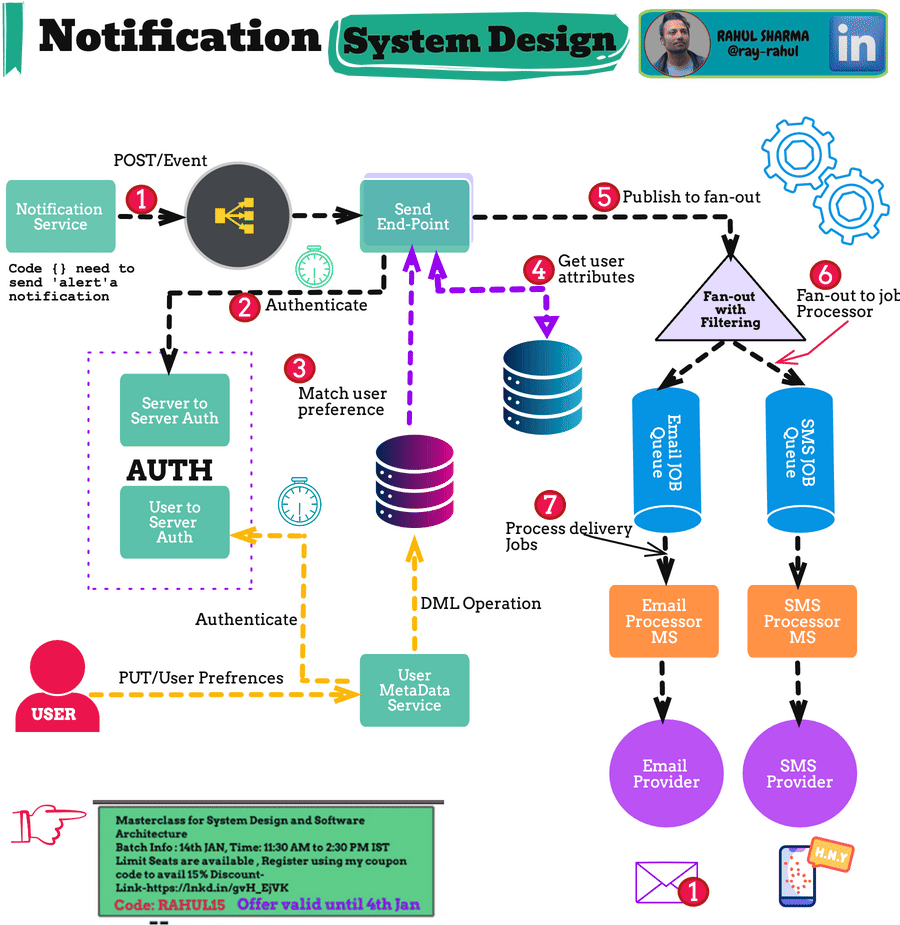 Notification System Design
RAHUL SHARMA
@ray-rahul
in
POST/Event
1
Notification
Service
Code {} need to
send 'alert'a
notification
Send
End-Point
5
Publish to fan-out
4
Get user
attributes
2
Authenticate
Fan-out
with
Filtering
6
Fan-out to job
Processor
3
Match user
preference
Server to
Server Auth
AUTH
User to
Server
Auth
Email JOB
Queue
SMS JOB
Queue
7
Process delivery
Jobs
Authenticate
DML Operation
Email
Processor
MS
SMS
Processor
MS
USER
PUT/User Prefrences
User
MetaData
Service
Email
Provider
SMS
Provider
Masterclass for System Design and Software
Architecture
Batch Info : 14th JAN, Time: 11:30 AM to 2:30 PM IST
Limit Seats are available , Register using my coupon
code to avail 15% Discount-
Link-https://lnkd.in/gvH_EjVK
Code: RAHUL15 Offer valid until 4th Jan
1
H.N.Y